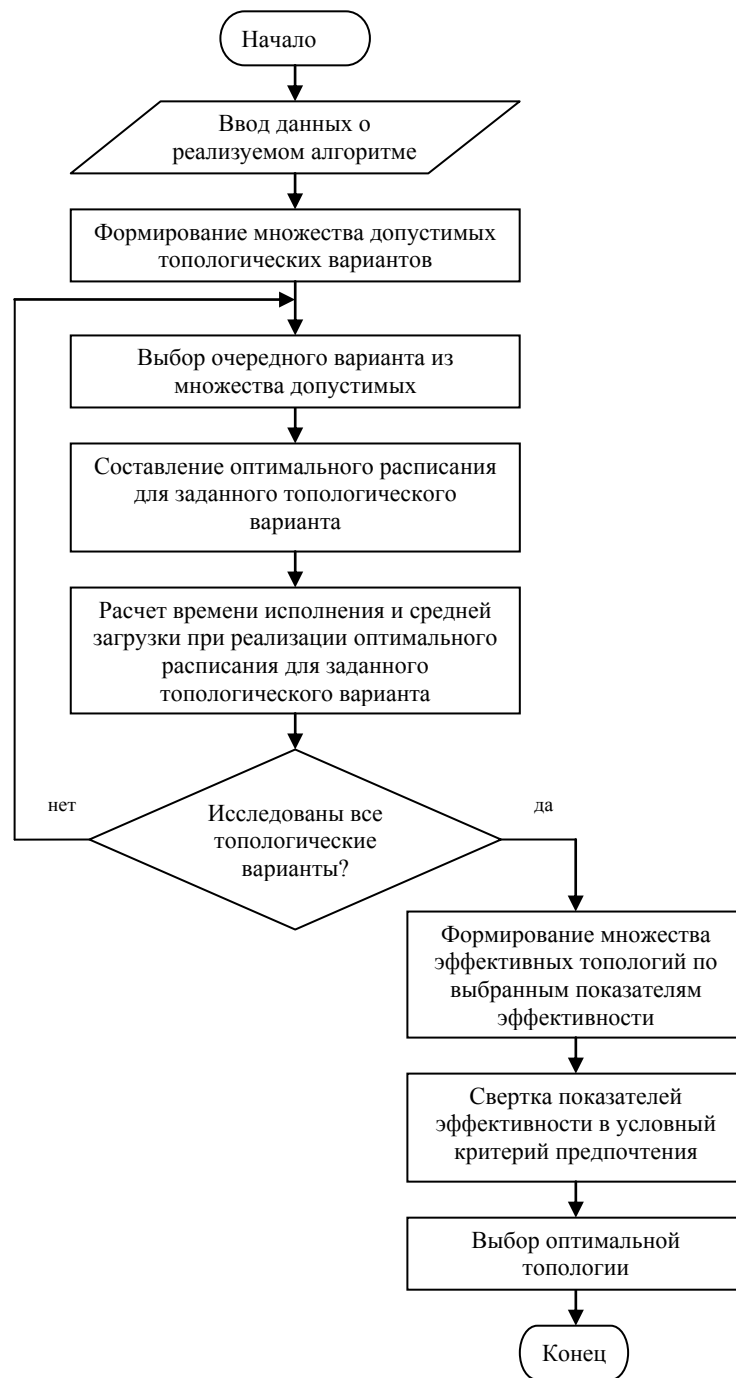 Начало
Ввод данных о
реализуемом алгоритме
Формирование множества допустимых
топологических вариантов
Выбор очередного варианта из
множества допустимых
Составление оптимального расписания
для заданного топологического
варианта
Расчет времени исполнения и средней
загрузки при реализации оптимального
расписания для заданного
топологического варианта
нет
Исследованы все
топологические
варианты?
да
Формирование множества
эффективных топологий по
выбранным показателям
эффективности
Свертка показателей
эффективности в условный
критерий предпочтения
Выбор оптимальной
топологии
Конец